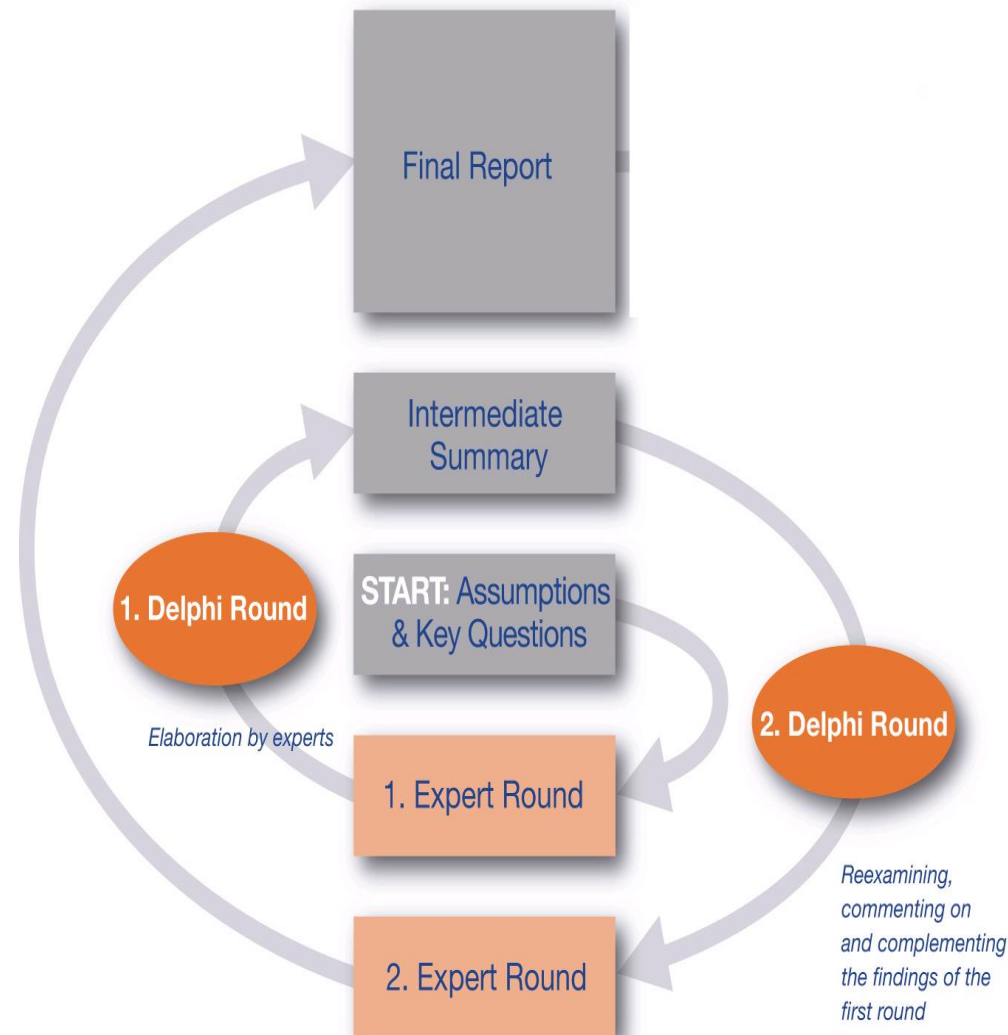 Final Report
Intermediate
Summary
START: Assumptions
& Key Questions
1. Delphi Round
Elaboration by experts
2. Delphi Round
1. Expert Round
Reexamining,
commenting on
and complementing
the findings of the
first round
2. Expert Round